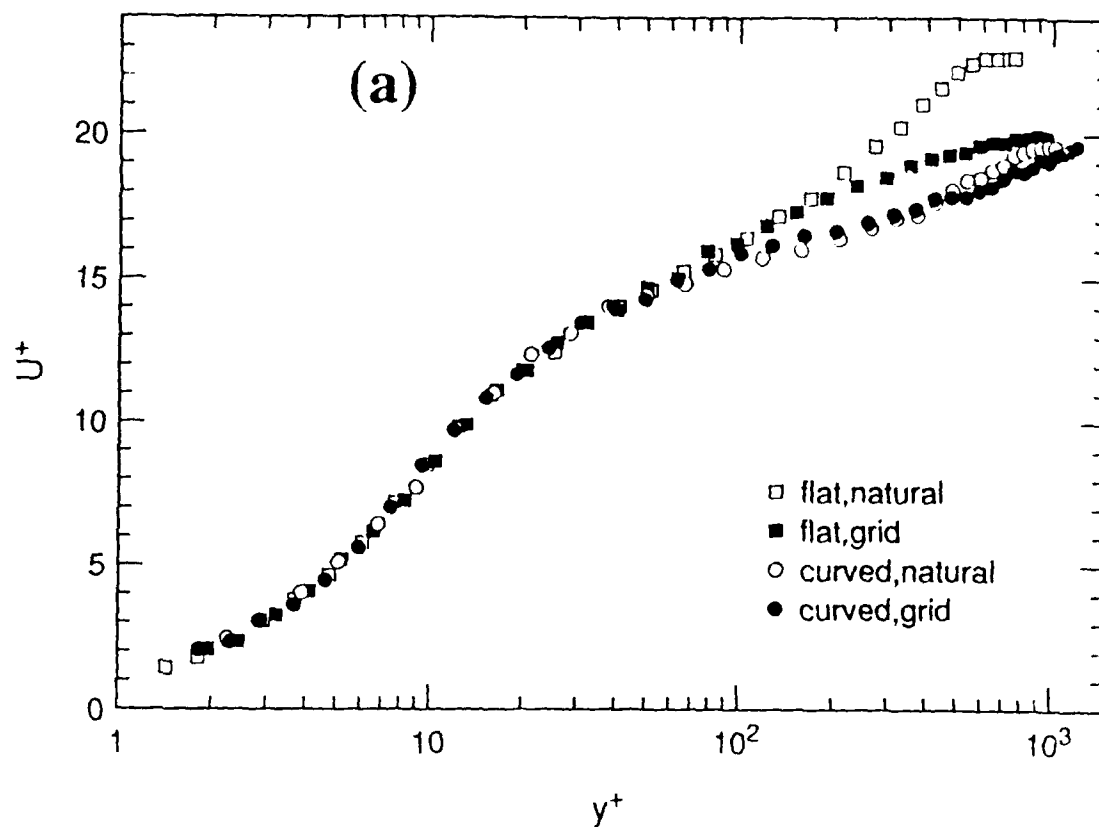 (a)
20
15
10
5
0
U⁺
1
10
10²
10³
y⁺
flat,natural
flat,grid
curved,natural
curved,grid